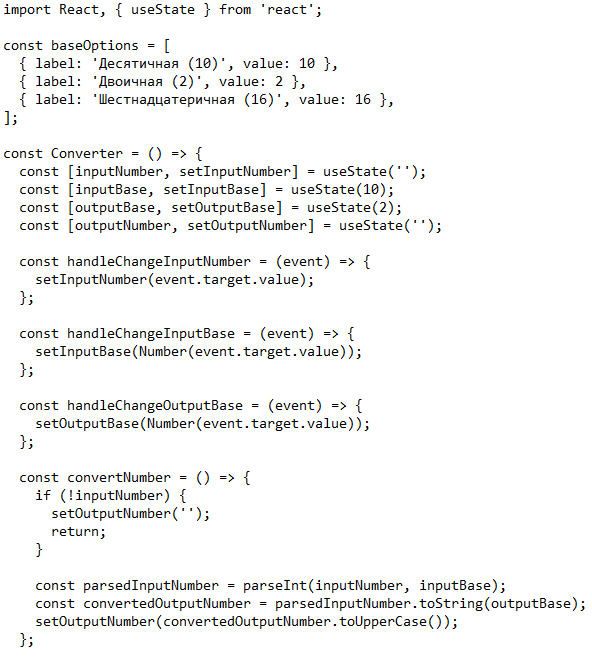 import React, { useState } from 'react';

const baseOptions = [
  { label: 'Десятичная (10)', value: 10 },
  { label: 'Двоичная (2)', value: 2 },
  { label: 'Шестнадцатеричная (16)', value: 16 },
];

const Converter = () => {
  const [inputNumber, setInputNumber] = useState('');
  const [inputBase, setInputBase] = useState(10);
  const [outputBase, setOutputBase] = useState(2);
  const [outputNumber, setOutputNumber] = useState('');

  const handleChangeInputNumber = (event) => {
    setInputNumber(event.target.value);
  };

  const handleChangeInputBase = (event) => {
    setInputBase(Number(event.target.value));
  };

  const handleChangeOutputBase = (event) => {
    setOutputBase(Number(event.target.value));
  };

  const convertNumber = () => {
    if (!inputNumber) {
      setOutputNumber('');
      return;
    }

    const parsedInputNumber = parseInt(inputNumber, inputBase);
    const convertedOutputNumber = parsedInputNumber.toString(outputBase);
    setOutputNumber(convertedOutputNumber.toUpperCase());
  };